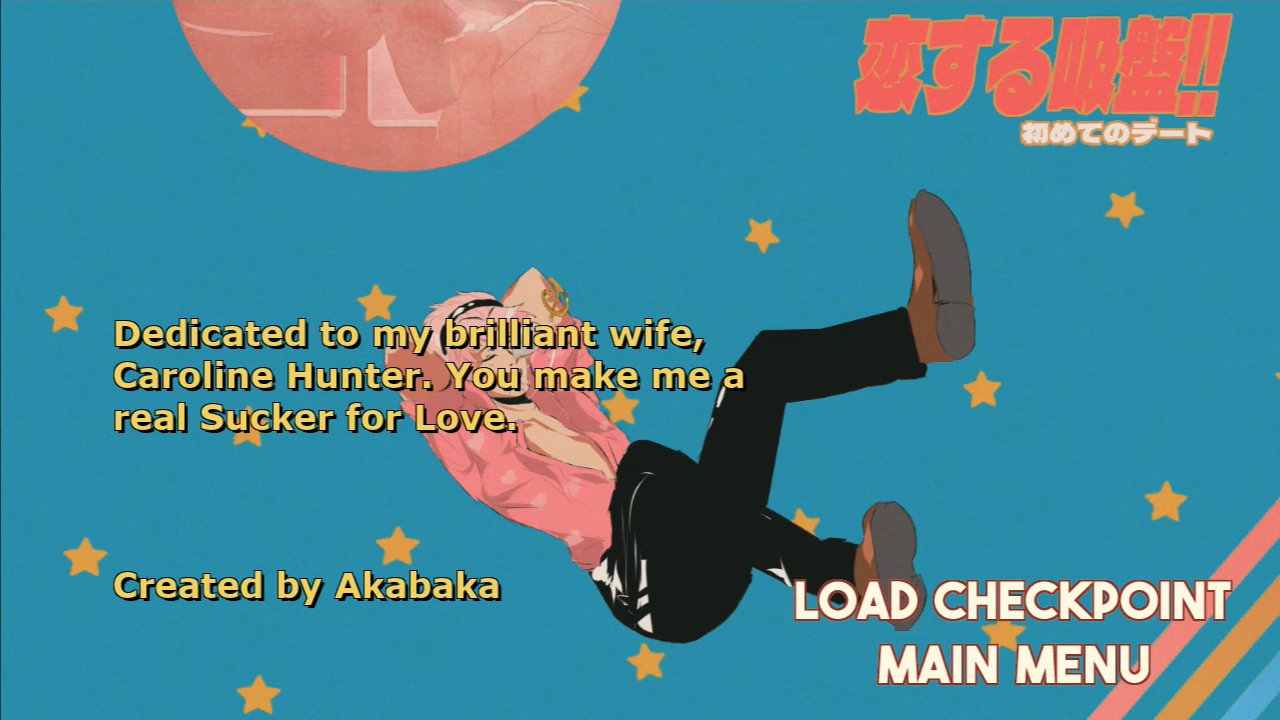 恋する吸盤!!
初めてのデート
Dedicated to my brilliant wife,
Caroline Hunter. You make me a
real Sucker for Love.
Created by Akabaka
LOAD CHECKPOINT
MAIN MENU